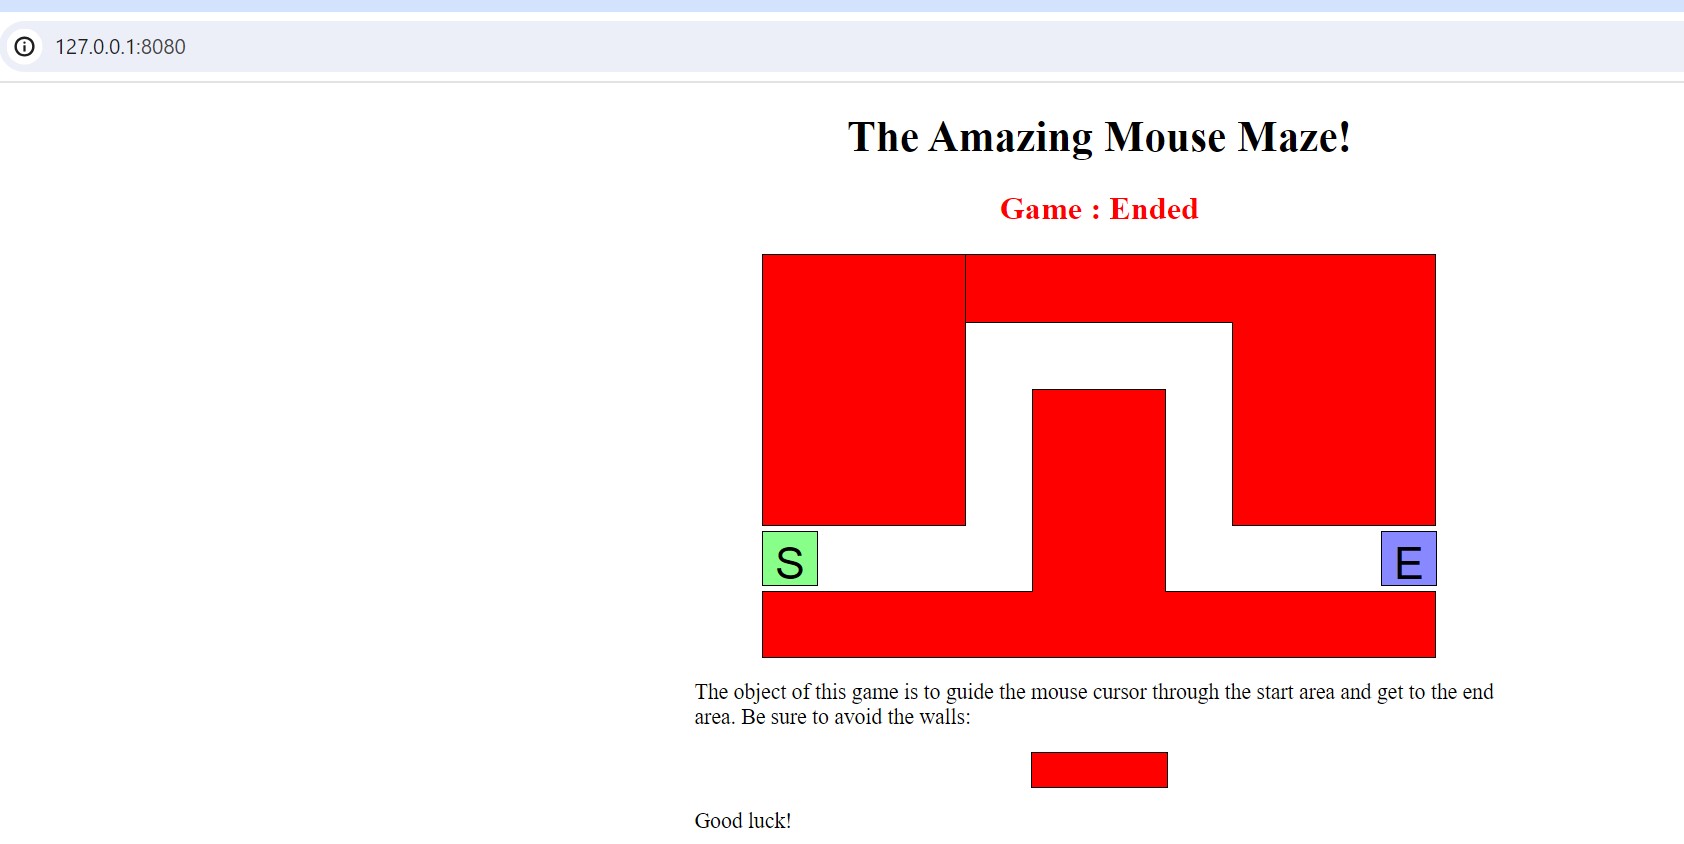 127.0.0.1:8080
The Amazing Mouse Maze!
Game : Ended
S
E
The object of this game is to guide the mouse cursor through the start area and get to the end
area. Be sure to avoid the walls:
Good luck!